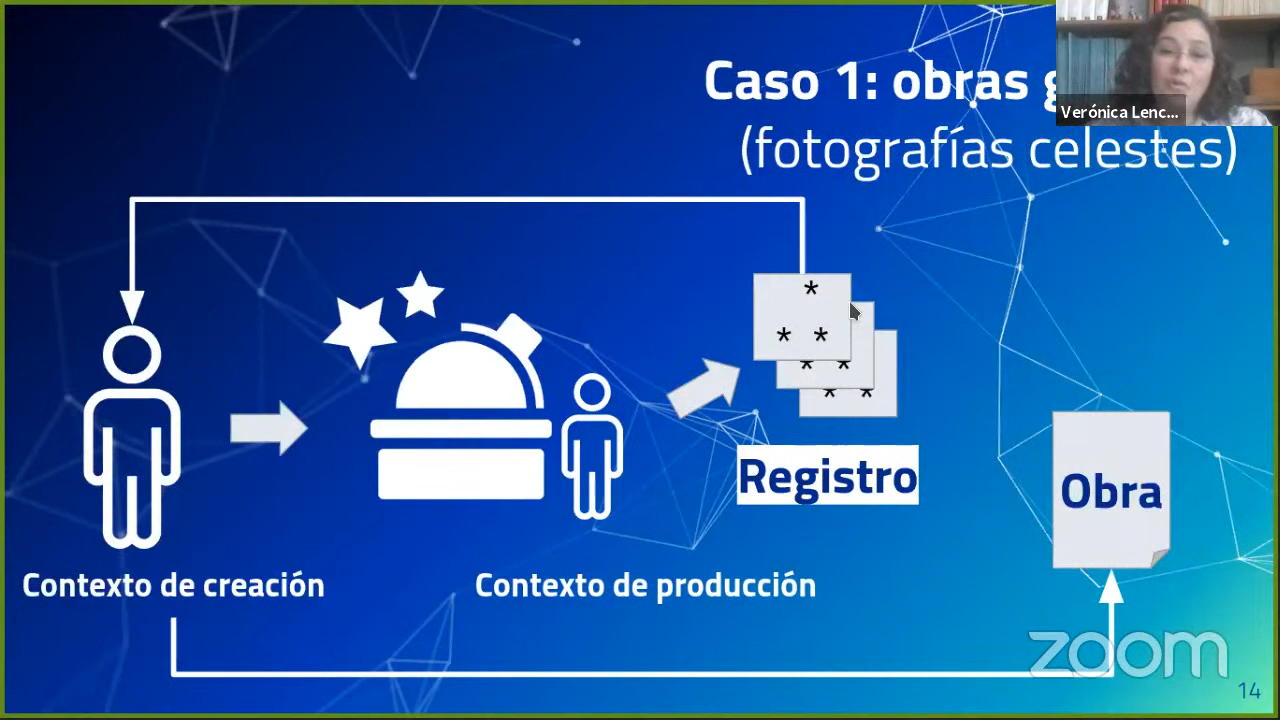 Caso 1: obras
(fotografías celestes)
Verónica Lenc...
* 
* *
* *
* *
Registro
Obra
Contexto de creación
Contexto de producción
zoom
14